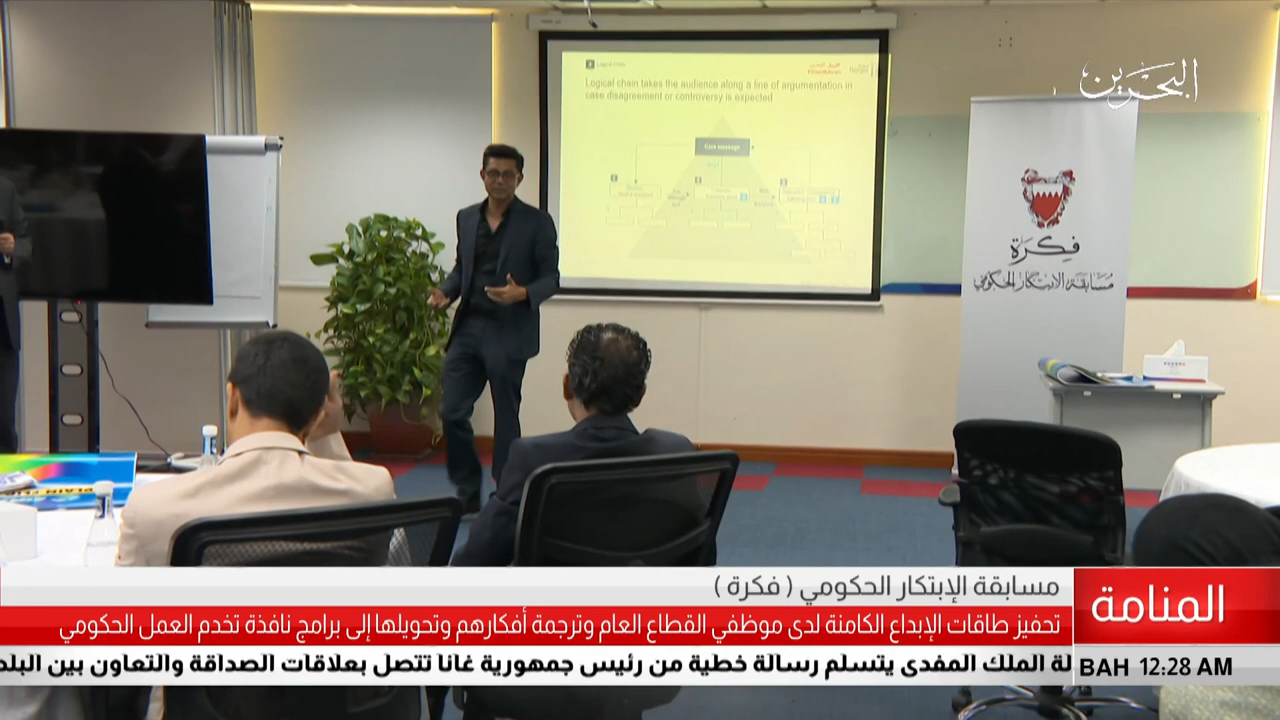 البحرين
Logical chain takes the audience along a line of argumentation in
case disagreement or controversy is expected
Core message
فكرة
مسابقة الابتكار الحكومي
مسابقة الإبتكار الحكومي ( فكرة )
المنامة
تحفيز طاقات الإبداع الكامنة لدى موظفي القطاع العام وترجمة أفكارهم وتحويلها إلى برامج نافذة تخدم العمل الحكومي
لة الملك المفدى يتسلم رسالة خطية من رئيس جمهورية غانا تتصل بعلاقات الصداقة والتعاون بين البلد
BAH 12:28 AM